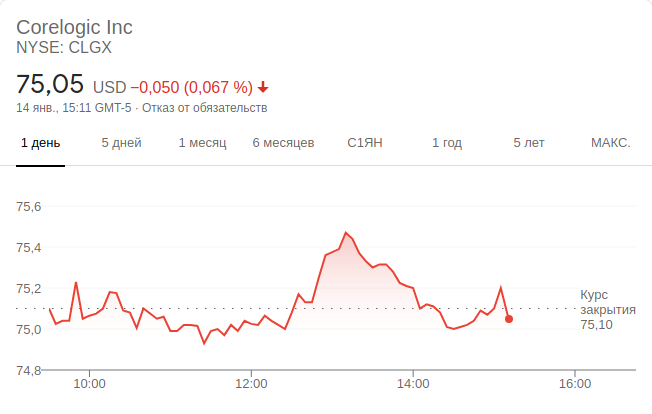 Corelogic Inc
NYSE: CLGX
75,05 USD −0,050 (0,067 %)
14 янв., 15:11 GMT-5 · Отказ от обязательств
1 день 5 дней 1 месяц 6 месяцев С1ЯН 1 год 5 лет МАКС.
75,6
75,4
75,2
Курс
закрытия
75,10
75,0
74,8
10:00 12:00 14:00 16:00